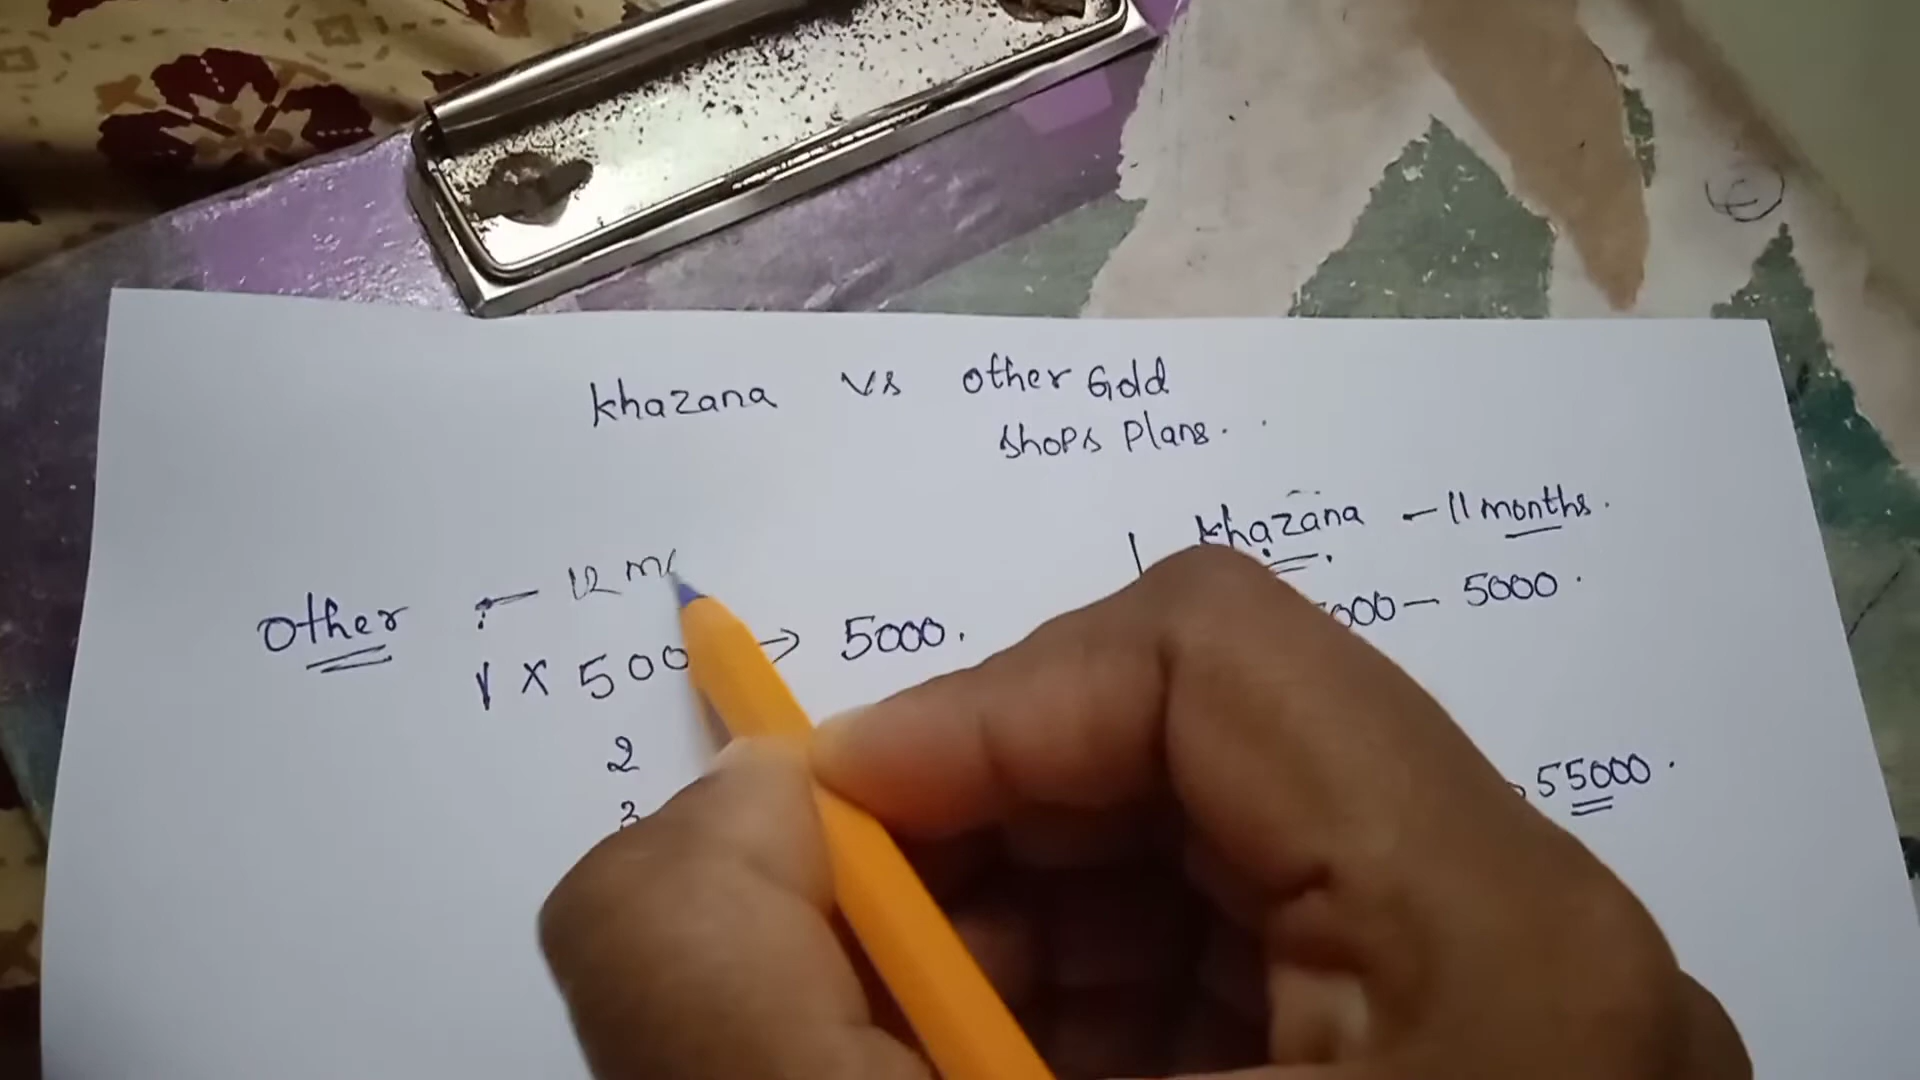 Khazana vs other Gold
shops Plans.
Other - 12 mo
1 x 500 → 5000.
2
3
Khazana - 11 months.
000 - 5000.
55000.